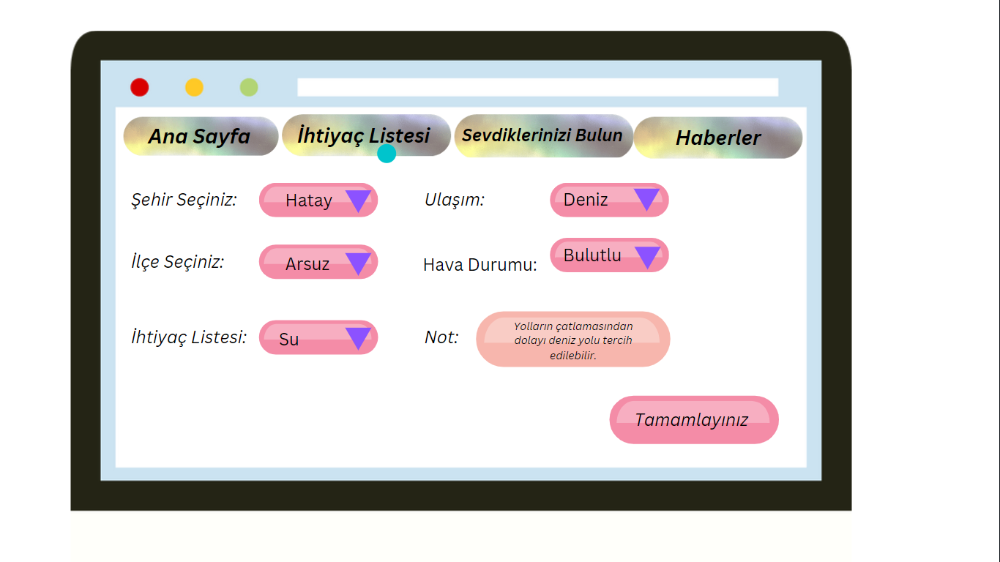 Ana Sayfa
İhtiyaç Listesi
Sevdiklerinizi Bulun
Haberler
Şehir Seçiniz:
Hatay
Ulaşım:
Deniz
İlçe Seçiniz:
Arsuz
Hava Durumu:
Bulutlu
İhtiyaç Listesi:
Su
Not:
Yolların çatlamasından
dolayı deniz yolu tercih
edilebilir.
Tamamlayınız